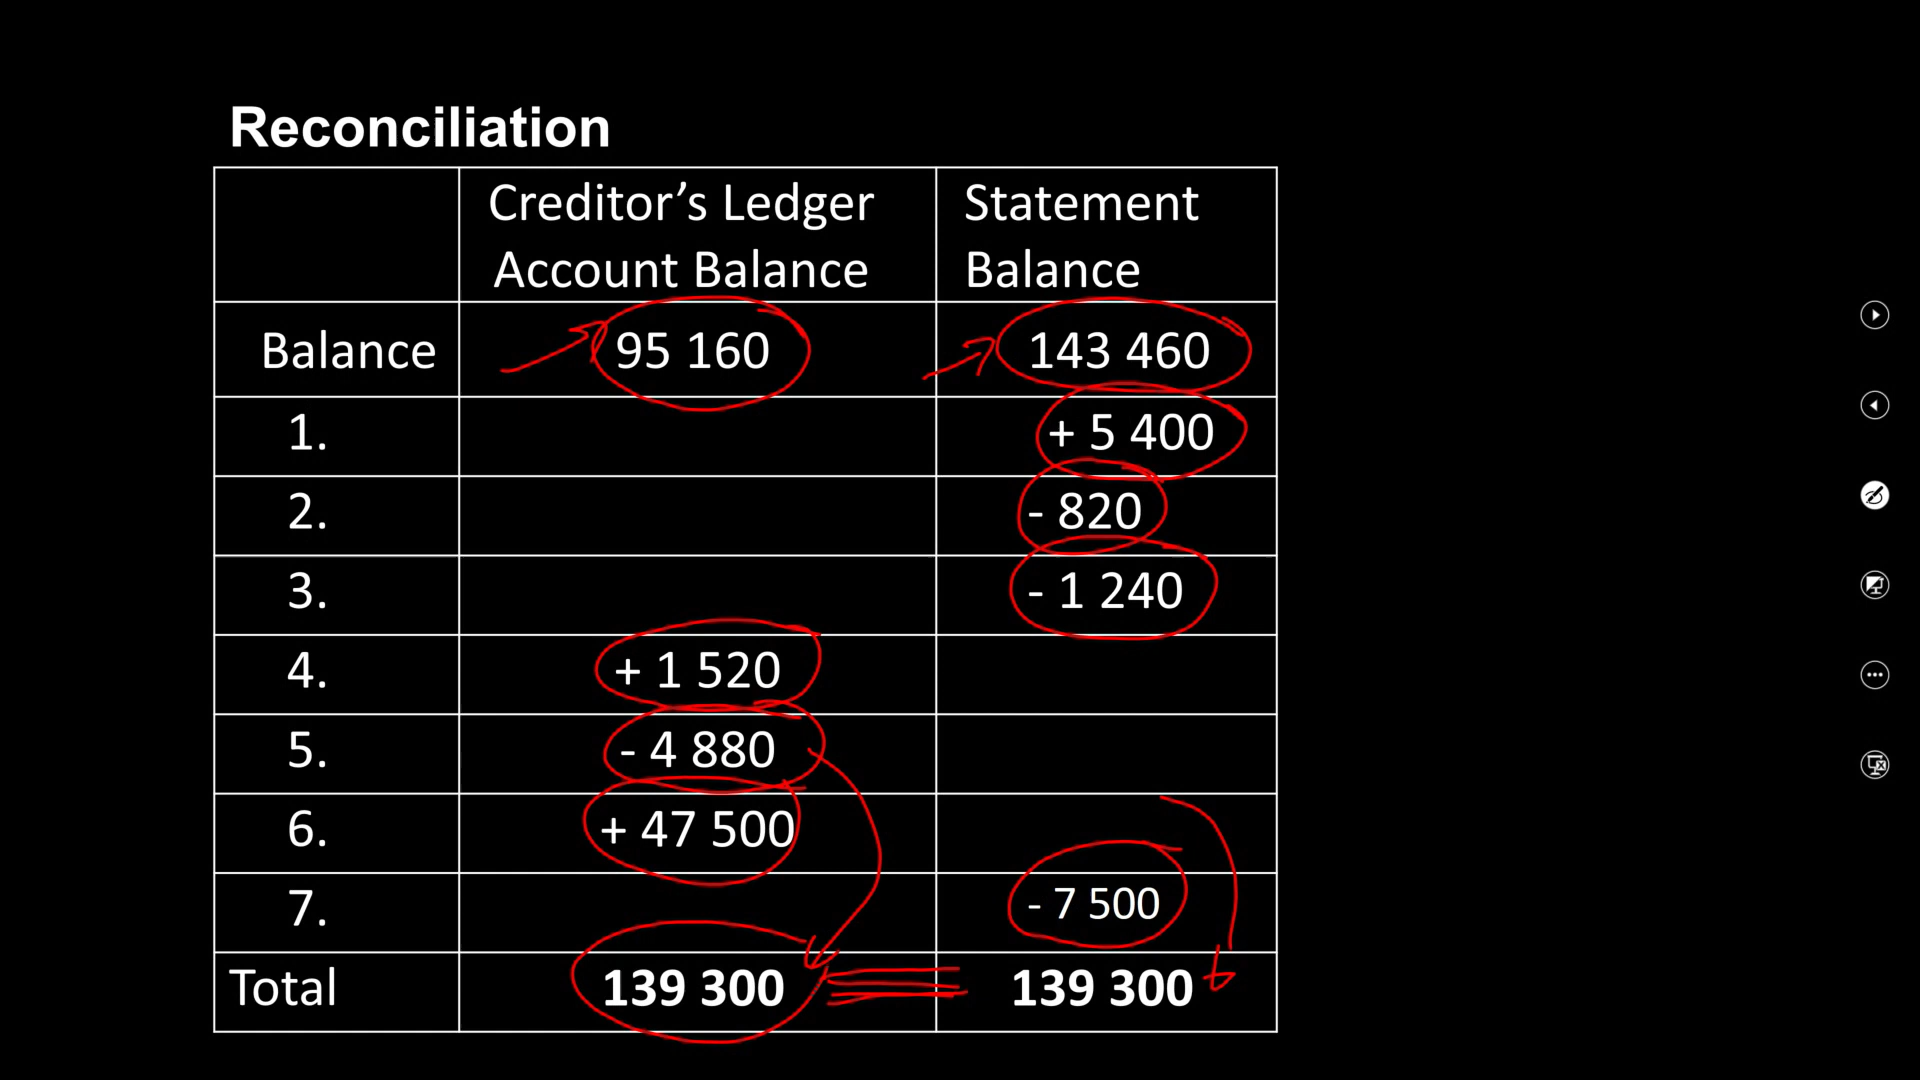 Reconciliation
Creditor's Ledger Account Balance
Statement Balance
Balance 95 160 143 460
1. + 5 400
2. - 820
3. - 1 240
4. + 1 520
5. - 4 880
6. + 47 500
7. - 7 500
Total 139 300 139 300